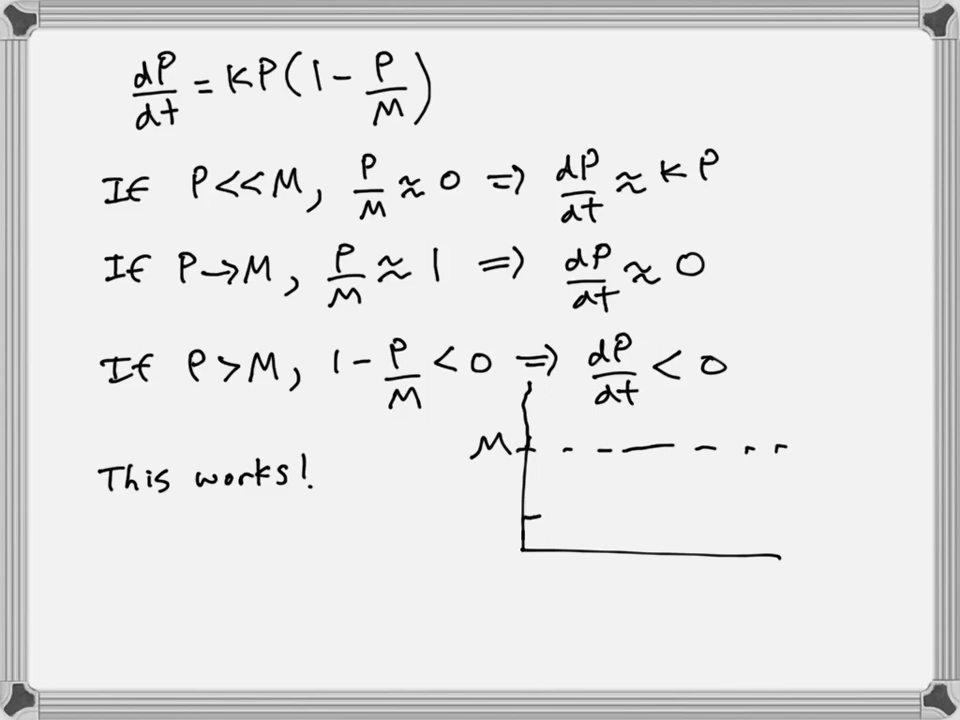 dP/dt = KP(1 - P/M)
If P<<M, P/M ≈ 0 => dP/dt ≈ KP
If P→M, P/M ≈ 1 => dP/dt ≈ 0
If P>M, 1 - P/M < 0 => dP/dt < 0
M
This works!